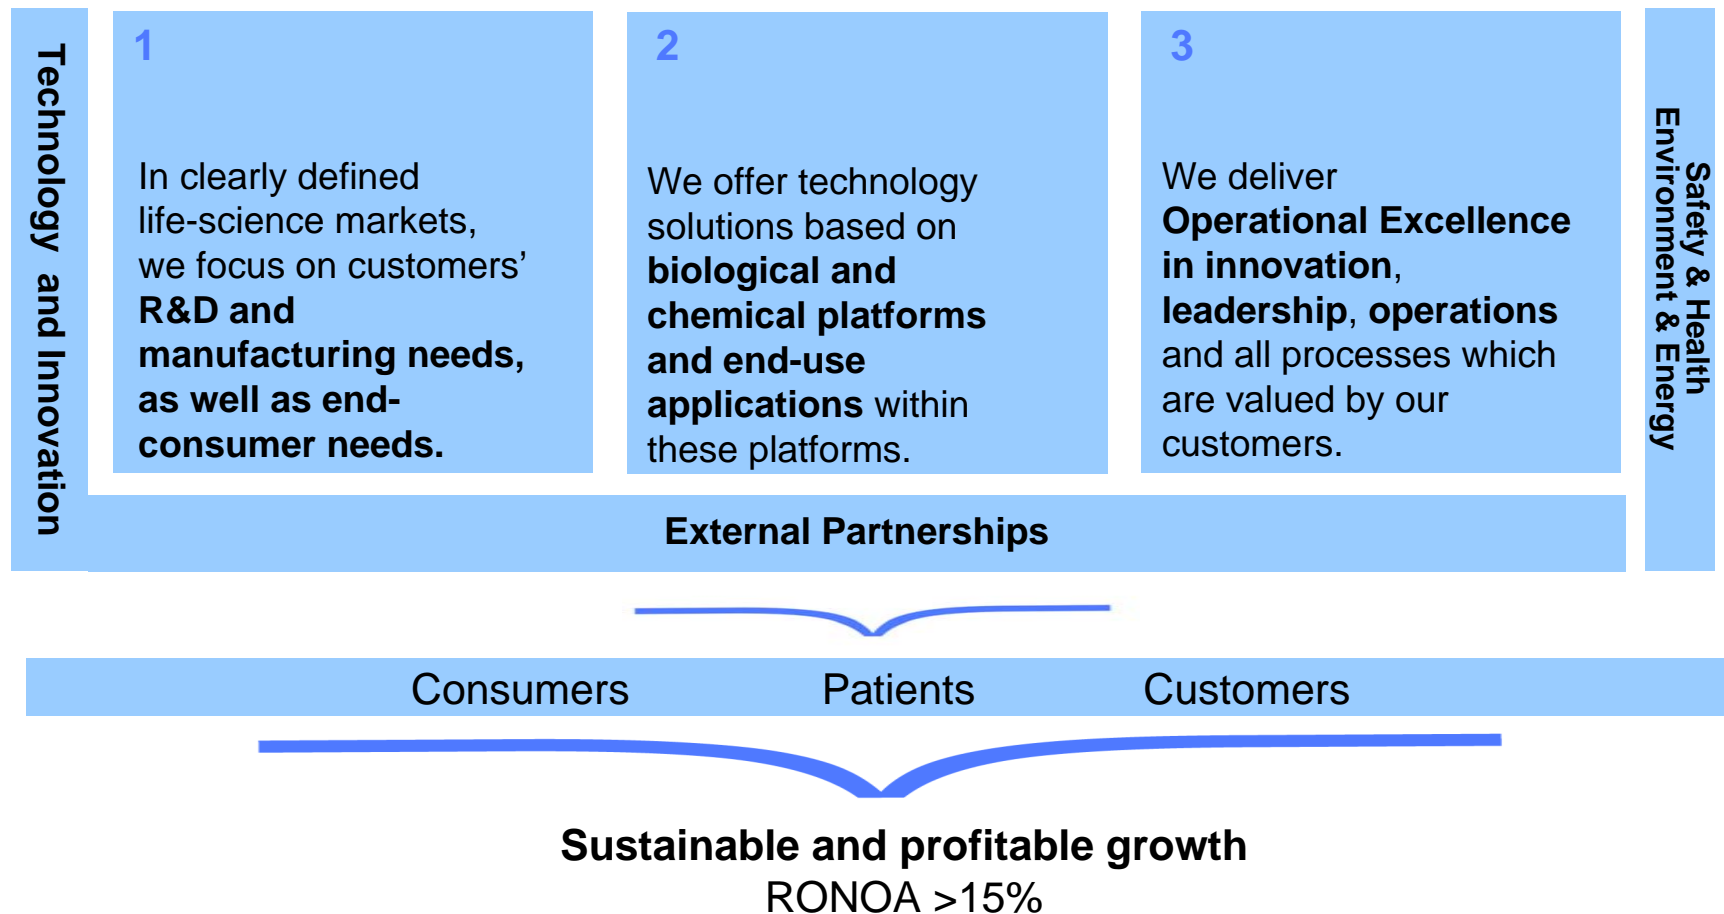 Technology and Innovation
1
In clearly defined
life-science markets,
we focus on customers’
R&D and
manufacturing needs,
as well as end-
consumer needs.
2
We offer technology
solutions based on
biological and
chemical platforms
and end-use
applications within
these platforms.
3
We deliver
Operational Excellence
in innovation,
leadership, operations
and all processes which
are valued by our
customers.
Safety & Health
Environment & Energy
External Partnerships
Consumers Patients Customers
Sustainable and profitable growth
RONOA >15%